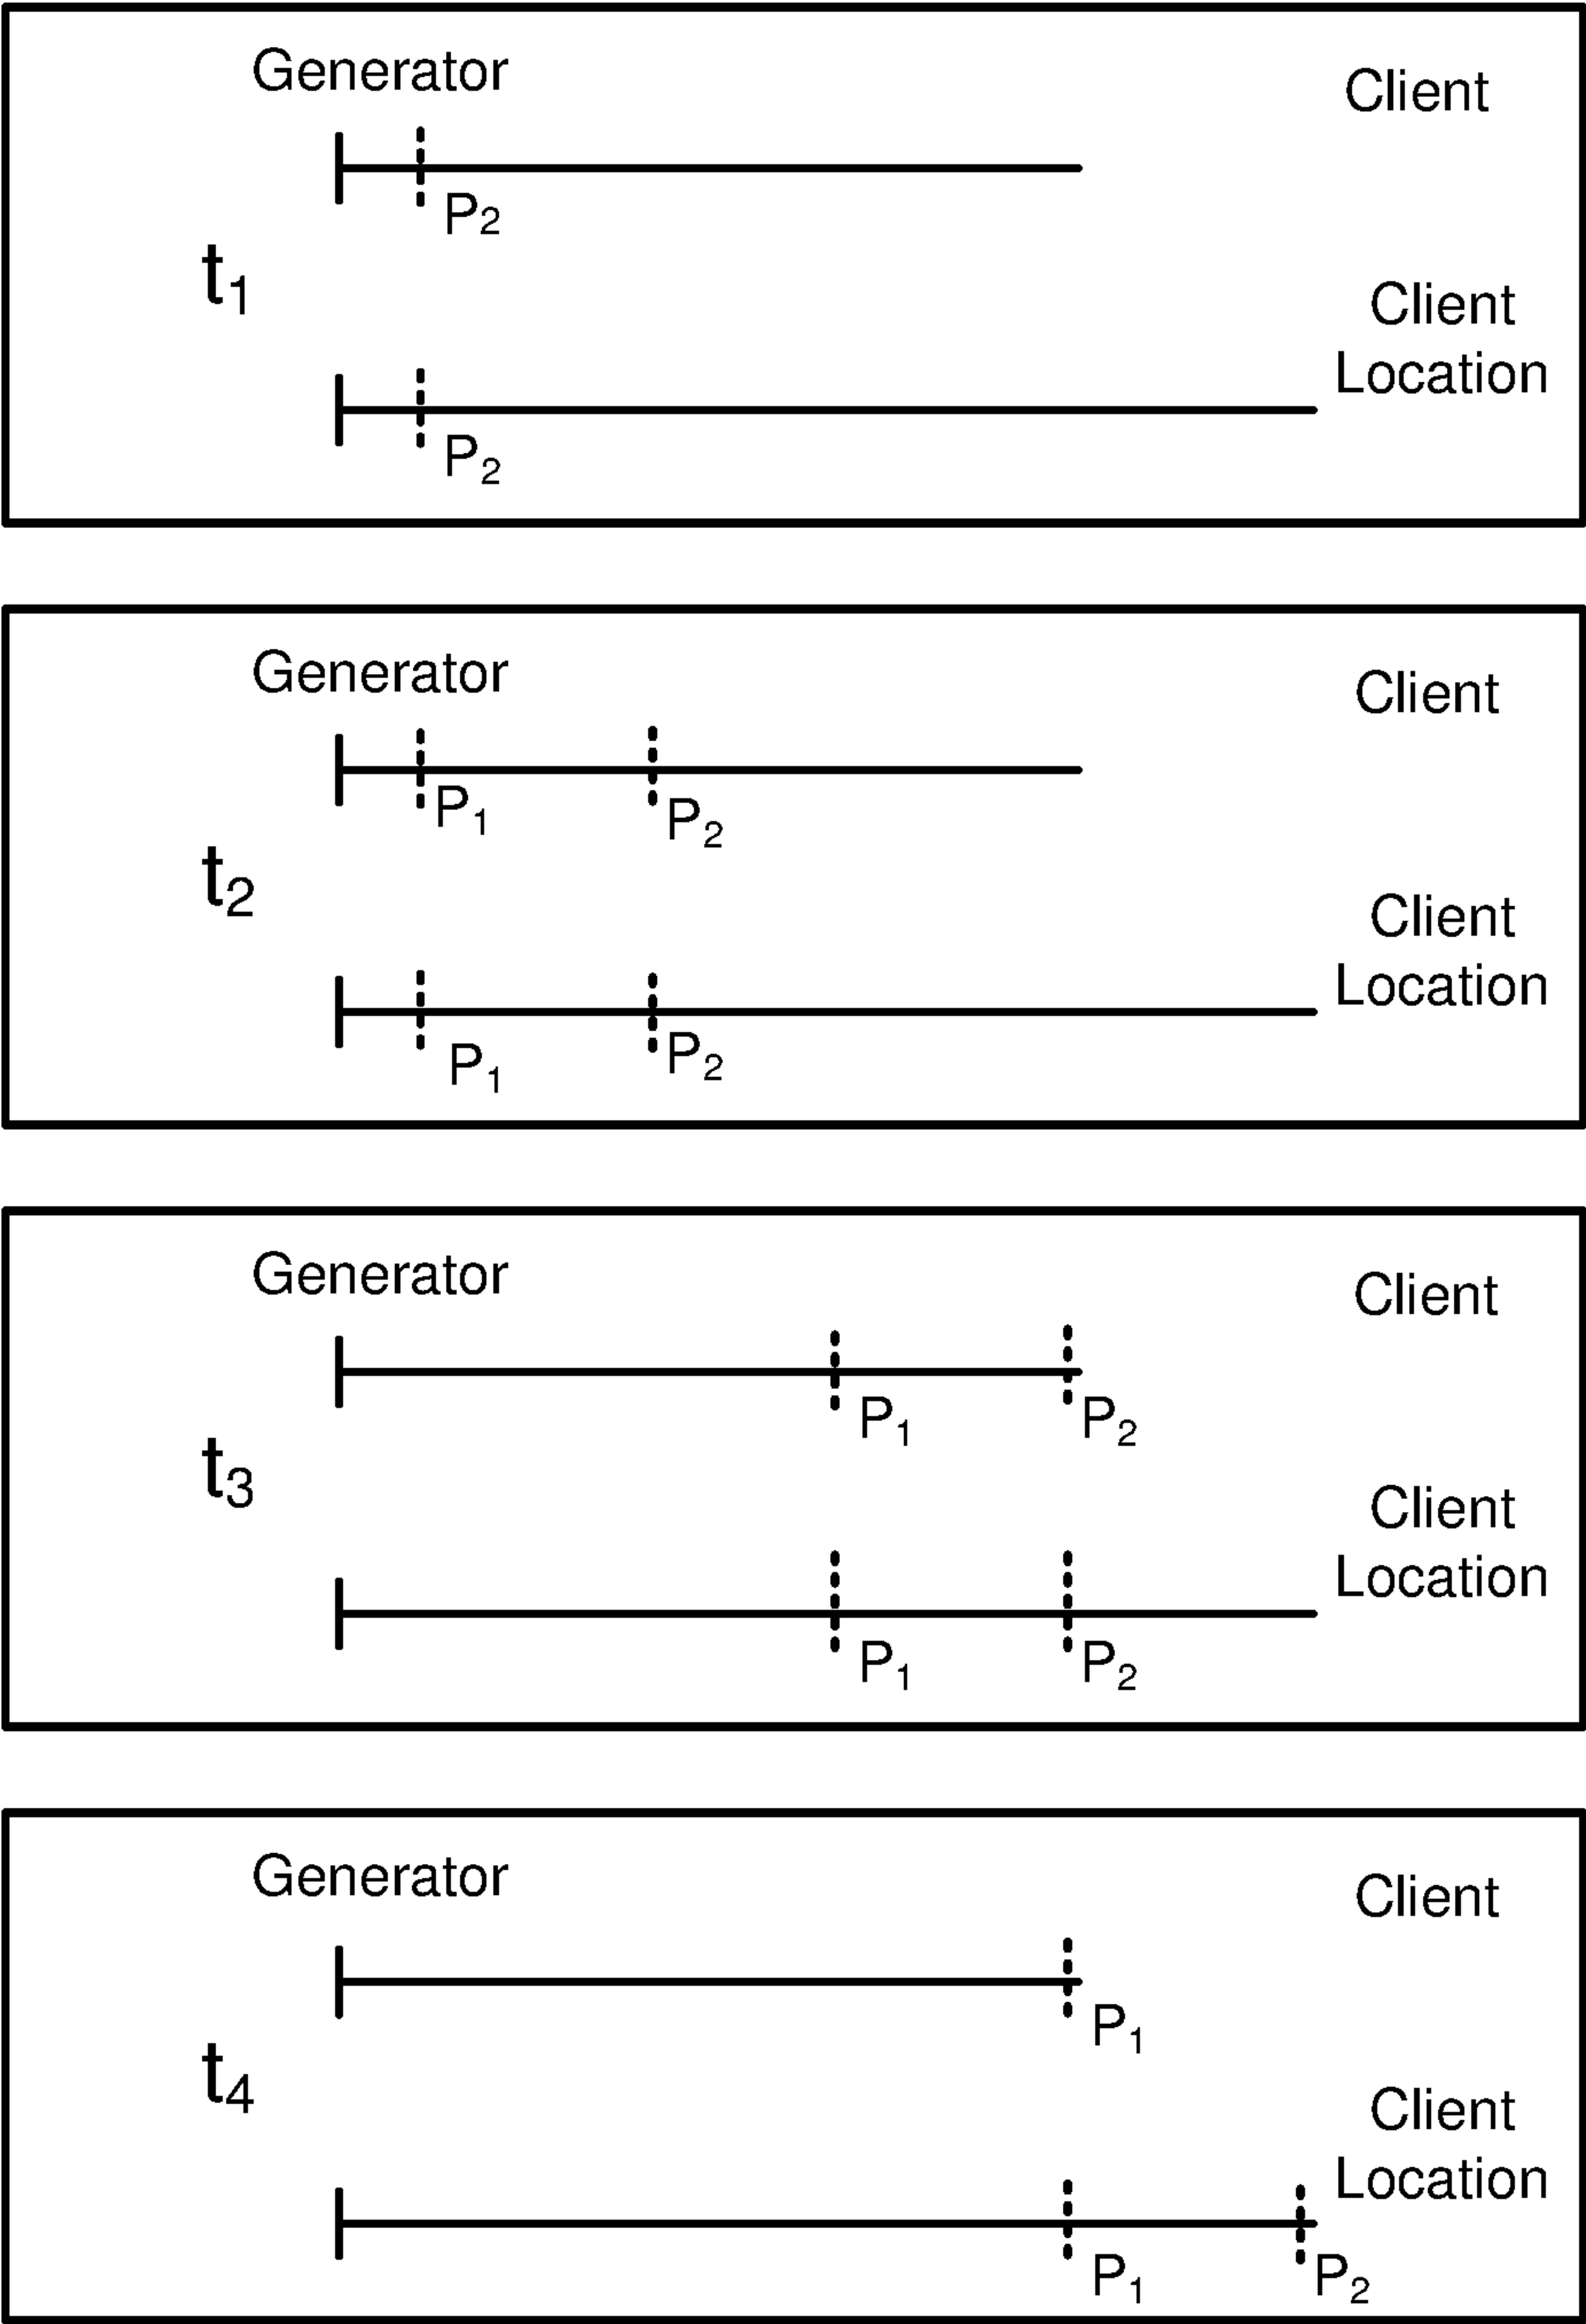 Generator
Client
P2
t1
Client
Location
P2
Generator
Client
P1
P2
t2
Client
Location
P1
P2
Generator
Client
P1
P2
t3
Client
Location
P1
P2
Generator
Client
P1
t4
Client
Location
P1
P2